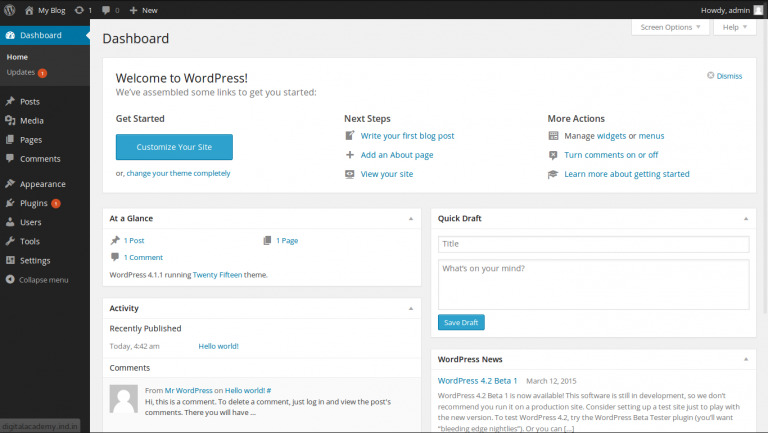 My Blog 1 0 New Howdy, admin
Dashboard
Home
Updates 1
Posts
Media
Pages
Comments
Appearance
Plugins 1
Users
Tools
Settings
Collapse menu
Screen Options Help
Dashboard
Welcome to WordPress!
We've assembled some links to get you started:
Dismiss
Get Started
Customize Your Site
or, change your theme completely
Next Steps
Write your first blog post
Add an About page
View your site
More Actions
Manage widgets or menus
Turn comments on or off
Learn more about getting started
At a Glance
1 Post 1 Page
1 Comment
WordPress 4.1.1 running Twenty Fifteen theme.
Activity
Recently Published
Today, 4:42 am Hello world!
Comments
From Mr WordPress on Hello world! #
Hi, this is a comment. To delete a comment, just log in and view the post's
comments. There you will have ...
Quick Draft
Title
What's on your mind?
Save Draft
WordPress News
WordPress 4.2 Beta 1 March 12, 2015
WordPress 4.2 Beta 1 is now available! This software is still in development, so we don't
recommend you run it on a production site. Consider setting up a test site just to play with
the new version. To test WordPress 4.2, try the WordPress Beta Tester plugin (you'll want
"bleeding edge nightlies"). Or you can [...]
digitalacademy.ind.in